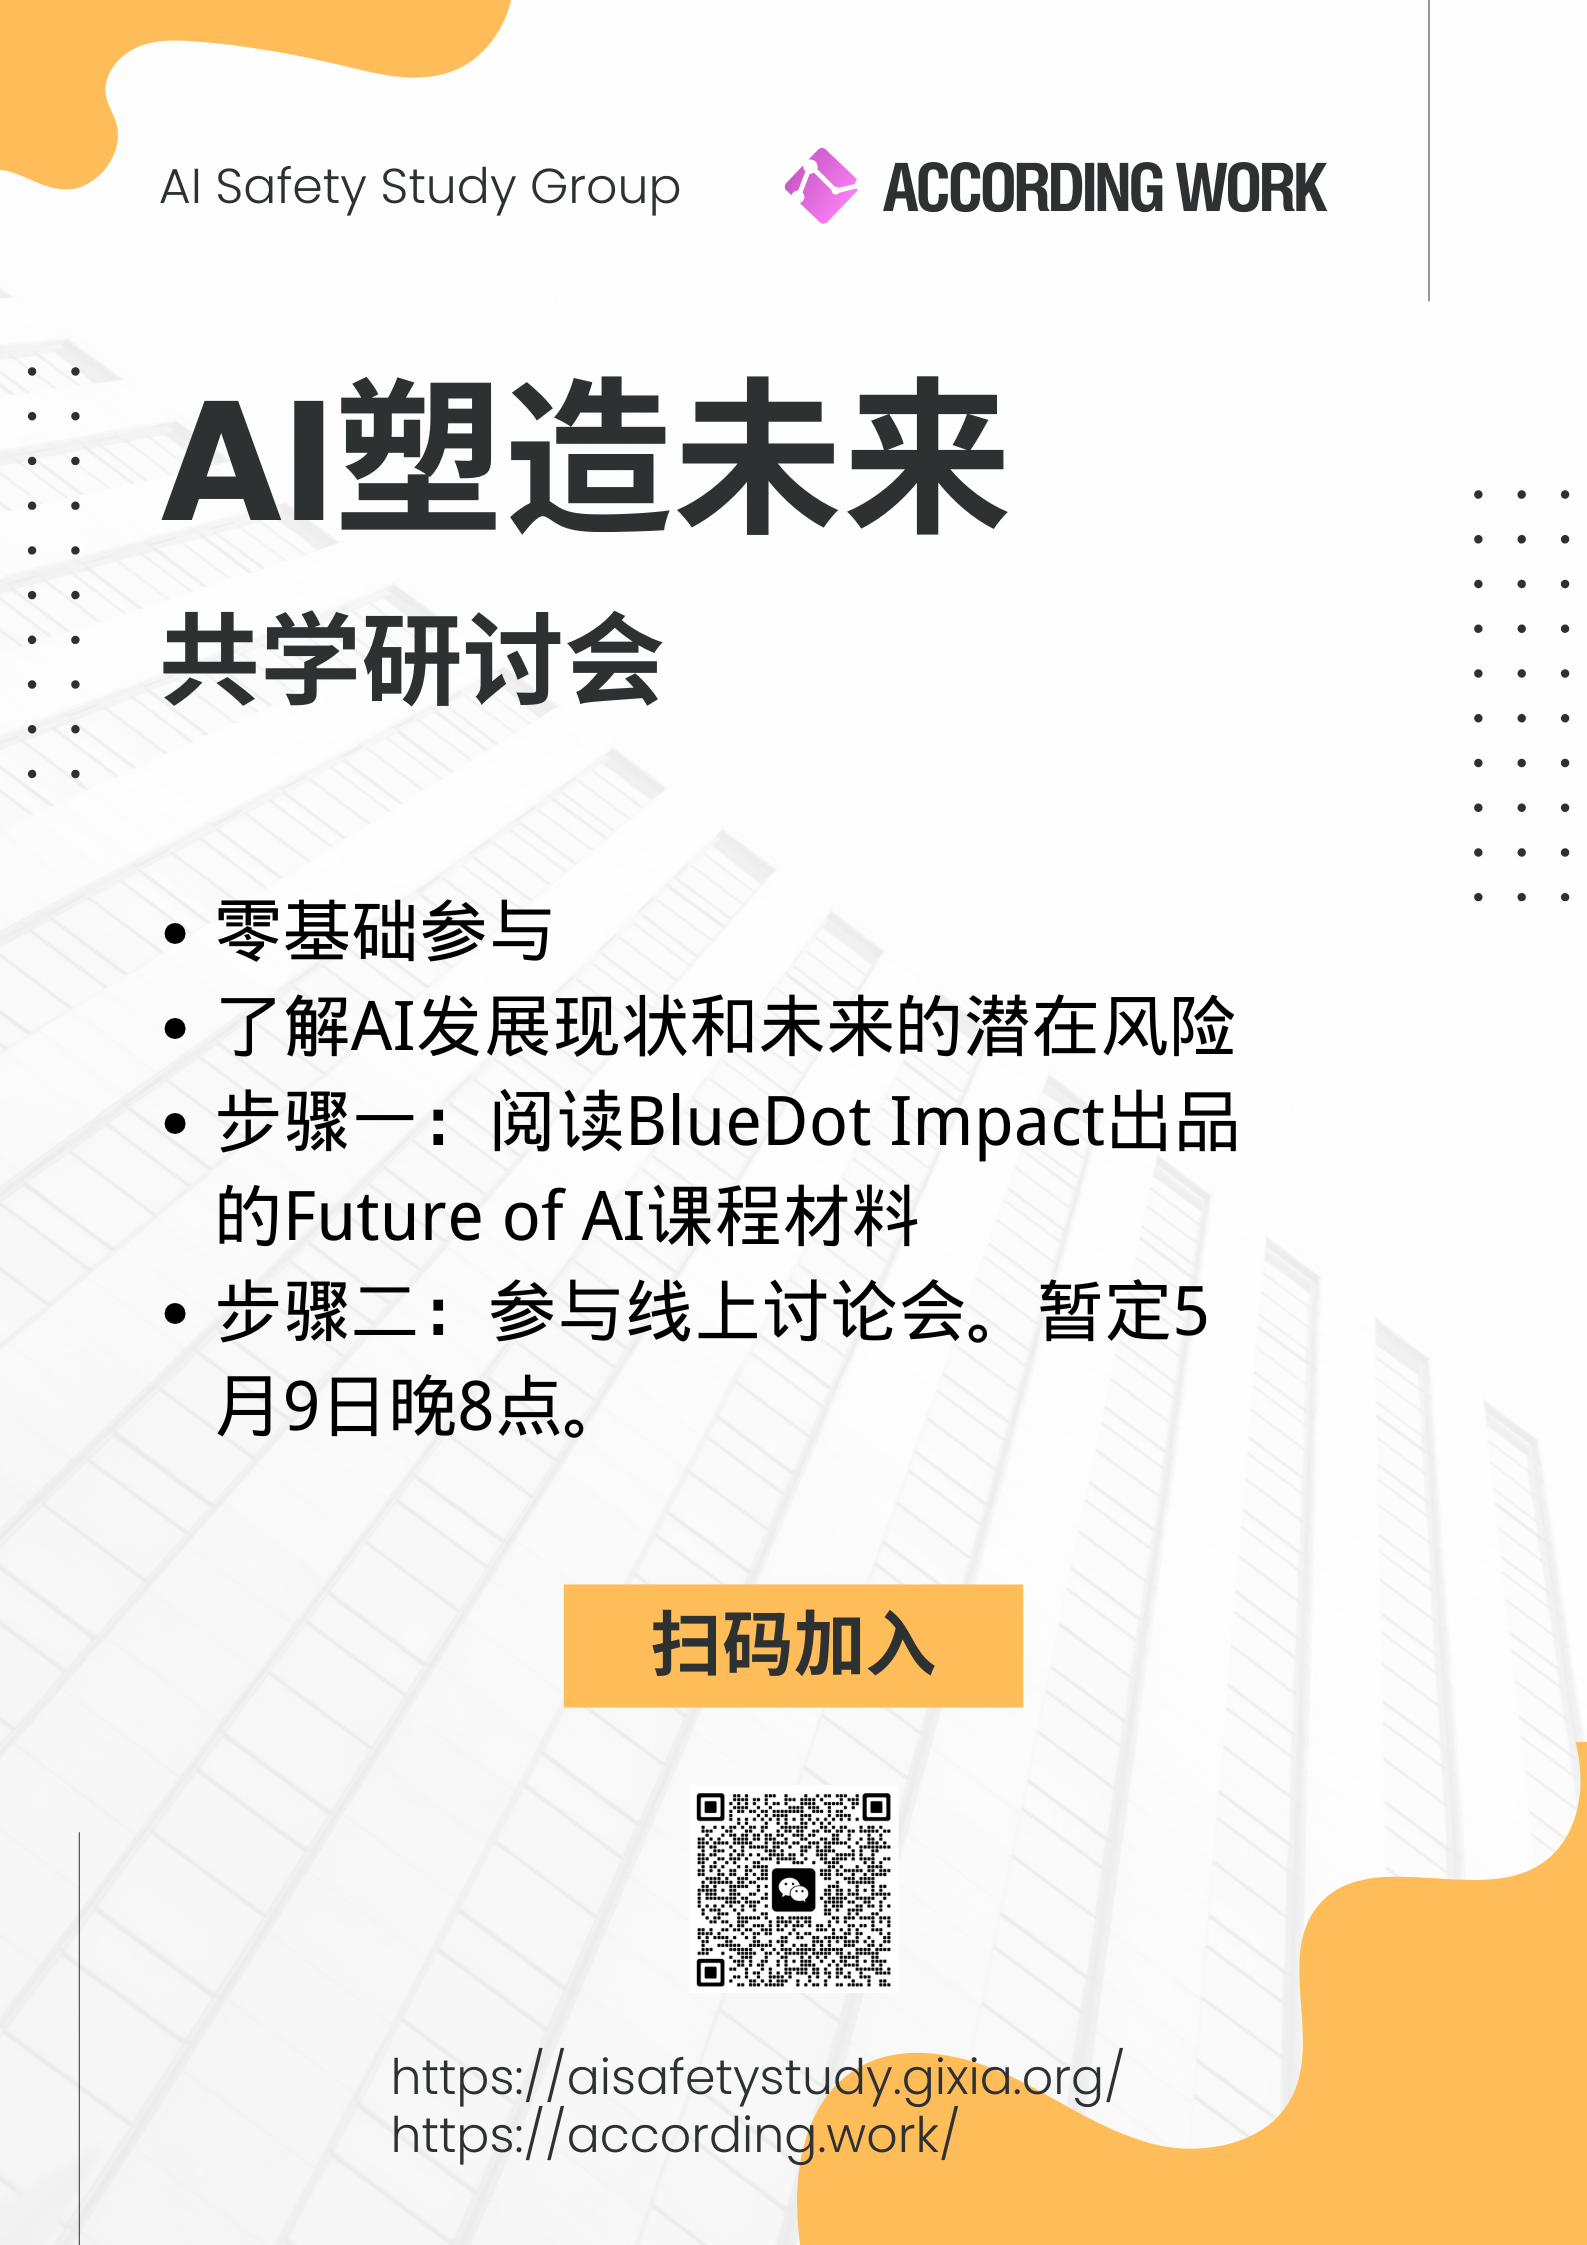 AI Safety Study Group
ACCORDING WORK
AI塑造未来
共学研讨会
• 零基础参与
• 了解AI发展现状和未来的潜在风险
• 步骤一：阅读BlueDot Impact出品
的Future of AI课程材料
• 步骤二：参与线上讨论会。暂定5
月9日晚8点。
扫码加入
https://aisafetystudy.gixia.org/
https://according.work/